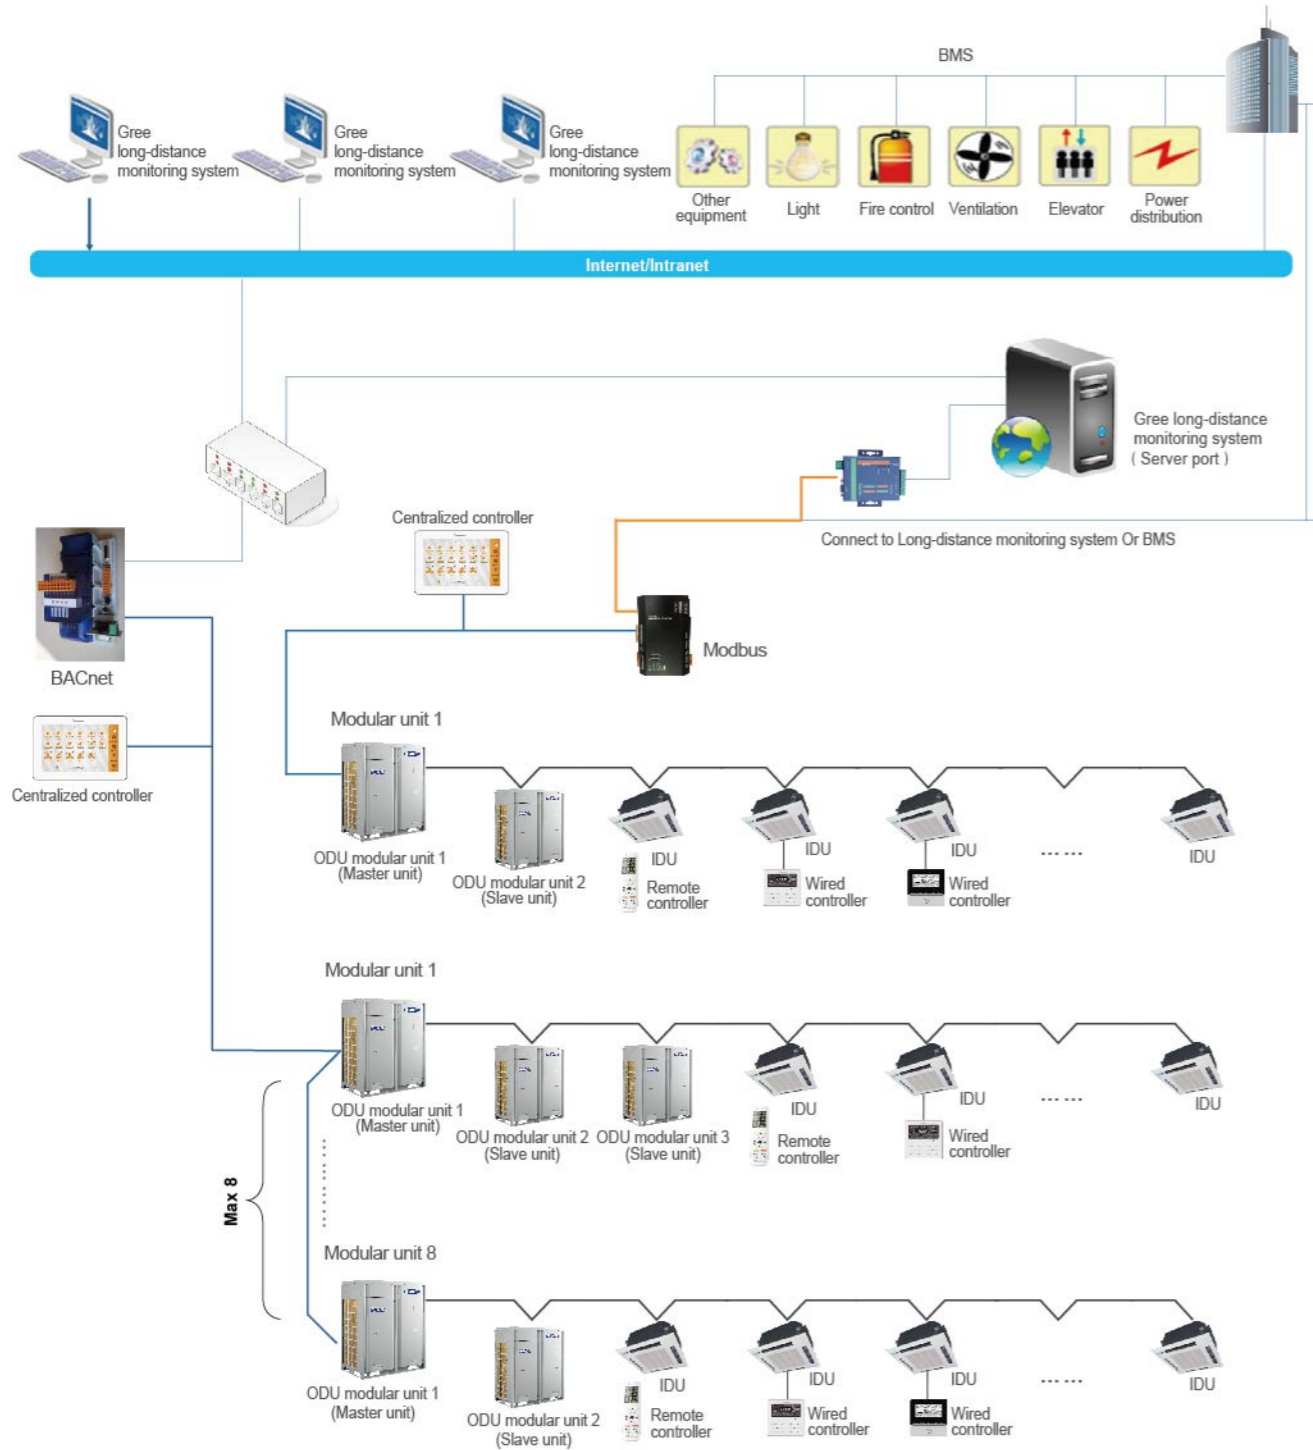 BMS
Gree
long-distance
monitoring system
Gree
long-distance
monitoring system
Gree
long-distance
monitoring system
Other
equipment
Light
Fire control
Ventilation
Elevator
Power
distribution
Internet/Intranet
Gree long-distance
monitoring system
( Server port )
Centralized controller
Connect to Long-distance monitoring system Or BMS
Modbus
BACnet
Centralized controller
Modular unit 1
ODU modular unit 1
(Master unit)
ODU modular unit 2
(Slave unit)
IDU
Remote
controller
IDU
Wired
controller
IDU
Wired
controller
... ...
IDU
Modular unit 1
ODU modular unit 1
(Master unit)
ODU modular unit 2
(Slave unit)
ODU modular unit 3
(Slave unit)
IDU
Remote
controller
IDU
Wired
controller
... ...
IDU
Max 8
Modular unit 8
ODU modular unit 1
(Master unit)
ODU modular unit 2
(Slave unit)
IDU
Remote
controller
IDU
Wired
controller
IDU
Wired
controller
... ...
IDU